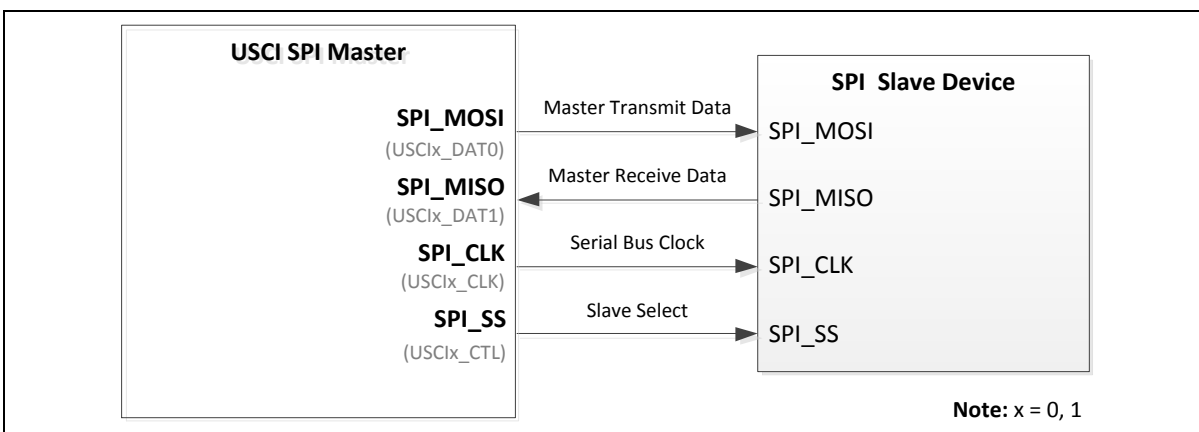 USCI SPI Master
SPI Slave Device
SPI_MOSI
(USCIx_DAT0)
Master Transmit Data
SPI_MOSI
SPI_MISO
(USCIx_DAT1)
Master Receive Data
SPI_MISO
SPI_CLK
(USCIx_CLK)
Serial Bus Clock
SPI_CLK
SPI_SS
(USCIx_CTL)
Slave Select
SPI_SS
Note: x = 0, 1